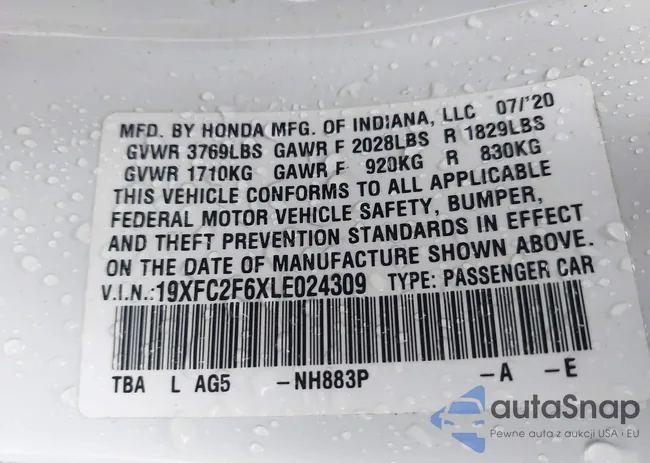 MFD. BY HONDA MFG. OF INDIANA, LLC 07/'20
GVWR 3769LBS GAWR F 2028LBS R 1829LBS
GVWR 1710KG GAWR F 920KG R 830KG
THIS VEHICLE CONFORMS TO ALL APPLICABLE
FEDERAL MOTOR VEHICLE SAFETY, BUMPER,
AND THEFT PREVENTION STANDARDS IN EFFECT
ON THE DATE OF MANUFACTURE SHOWN ABOVE.
V.I.N.:19XFC2F6XLE024309 TYPE: PASSENGER CAR
TBA L AG5 -NH883P -A -E
autaSnap
Pewne auta z aukcji USA i EU